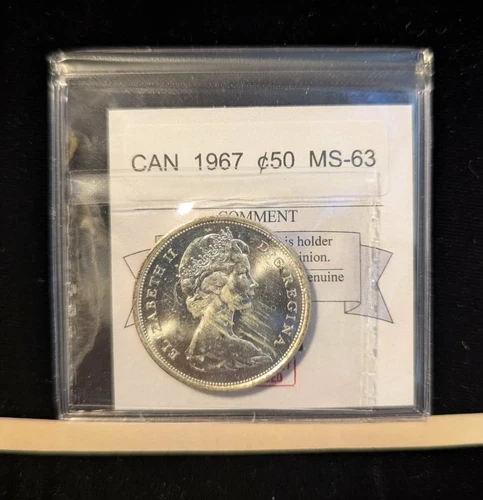 CAN 1967 ¢50 MS-63
COMMENT
is holder
inion.
enuine
ELIZABETH II D·G·REGINA